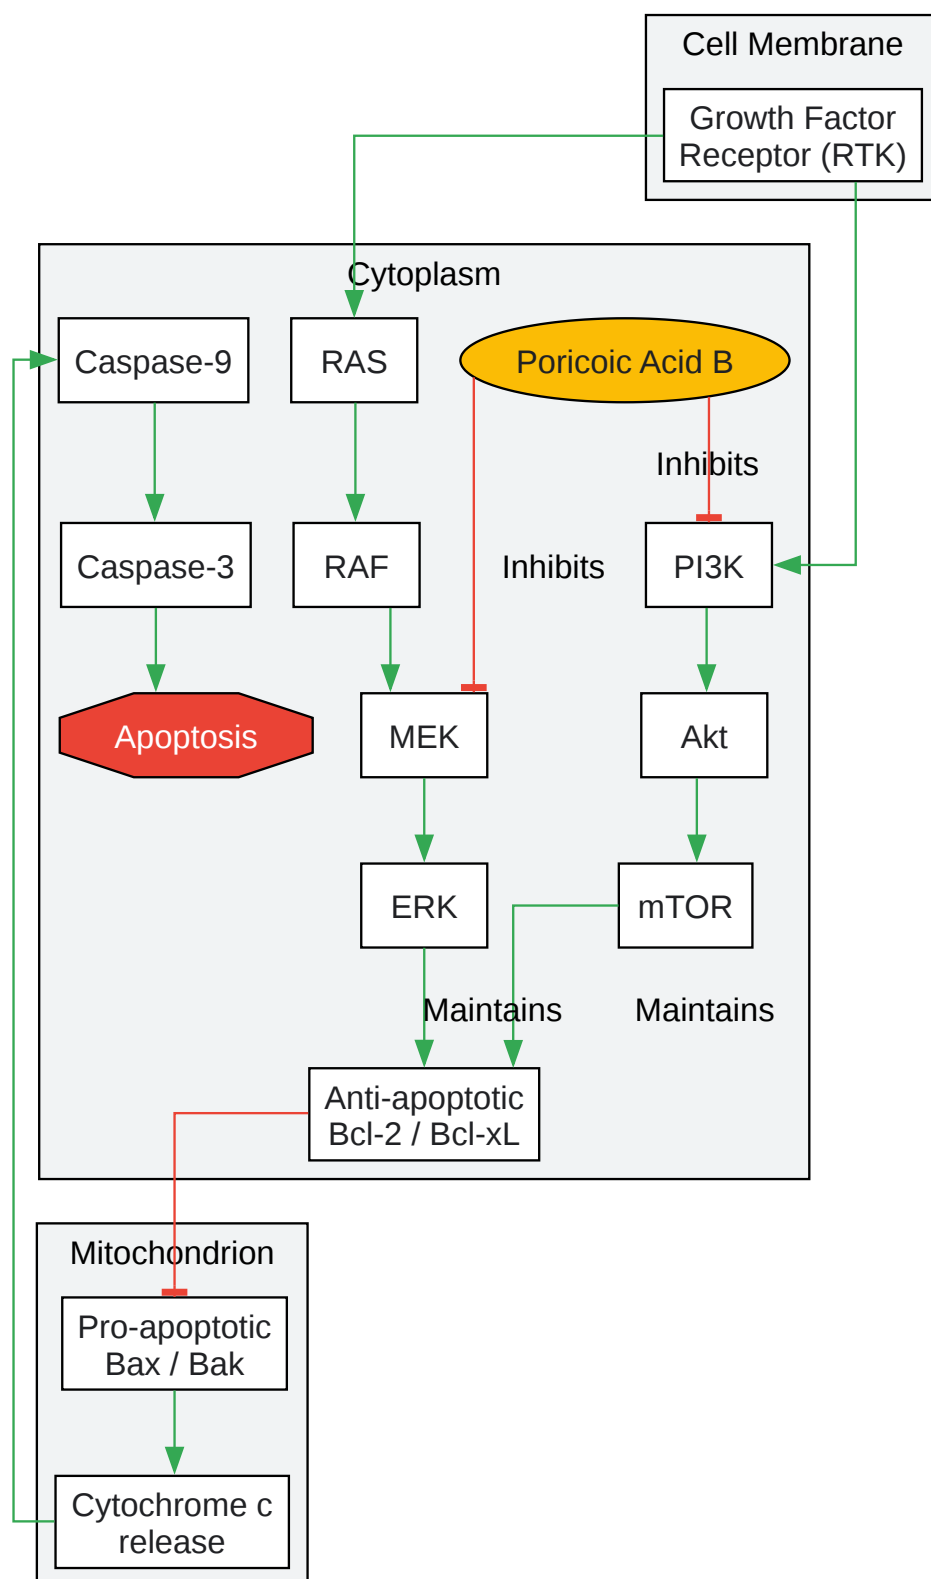 Cell Membrane
Growth Factor
Receptor (RTK)
Cytoplasm
Caspase-9
RAS
Poricoic Acid B
Inhibits
Caspase-3
RAF
Inhibits
PI3K
Apoptosis
MEK
Akt
ERK
mTOR
Maintains
Maintains
Anti-apoptotic
Bcl-2 / Bcl-xL
Mitochondrion
Pro-apoptotic
Bax / Bak
Cytochrome c
release